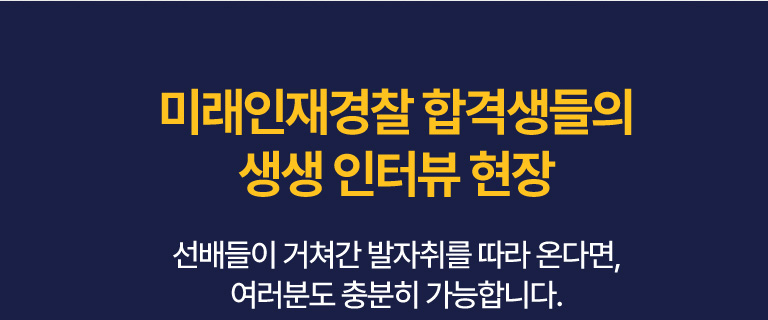 미래인재경찰 합격생들의
생생 인터뷰 현장
선배들이 거쳐간 발자취를 따라 온다면,
여러분도 충분히 가능합니다.